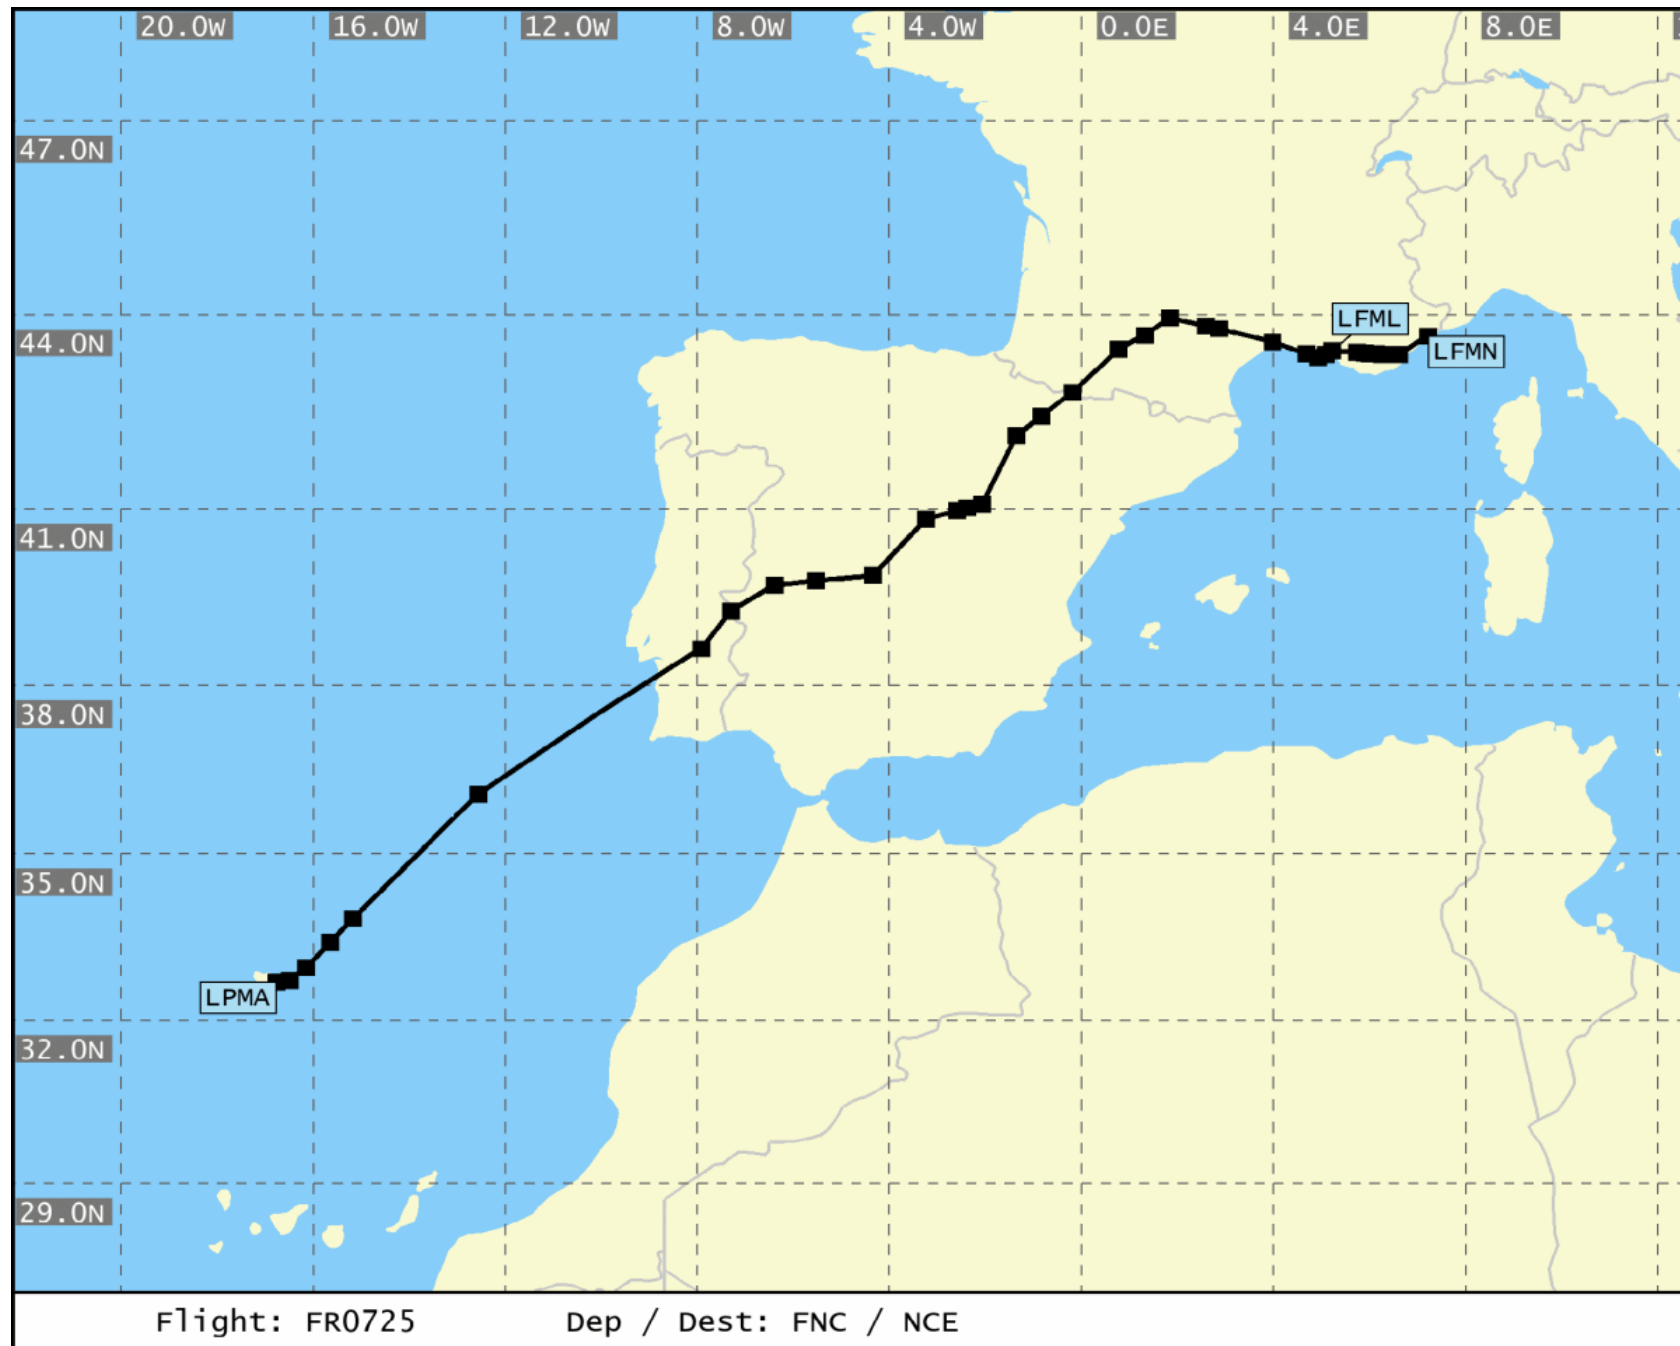 20.0W 16.0W 12.0W 8.0W 4.0W 0.0E 4.0E 8.0E
47.0N
LFML
44.0N
LFMN
41.0N
38.0N
35.0N
LPMA
32.0N
29.0N
Flight: FR0725 Dep / Dest: FNC / NCE